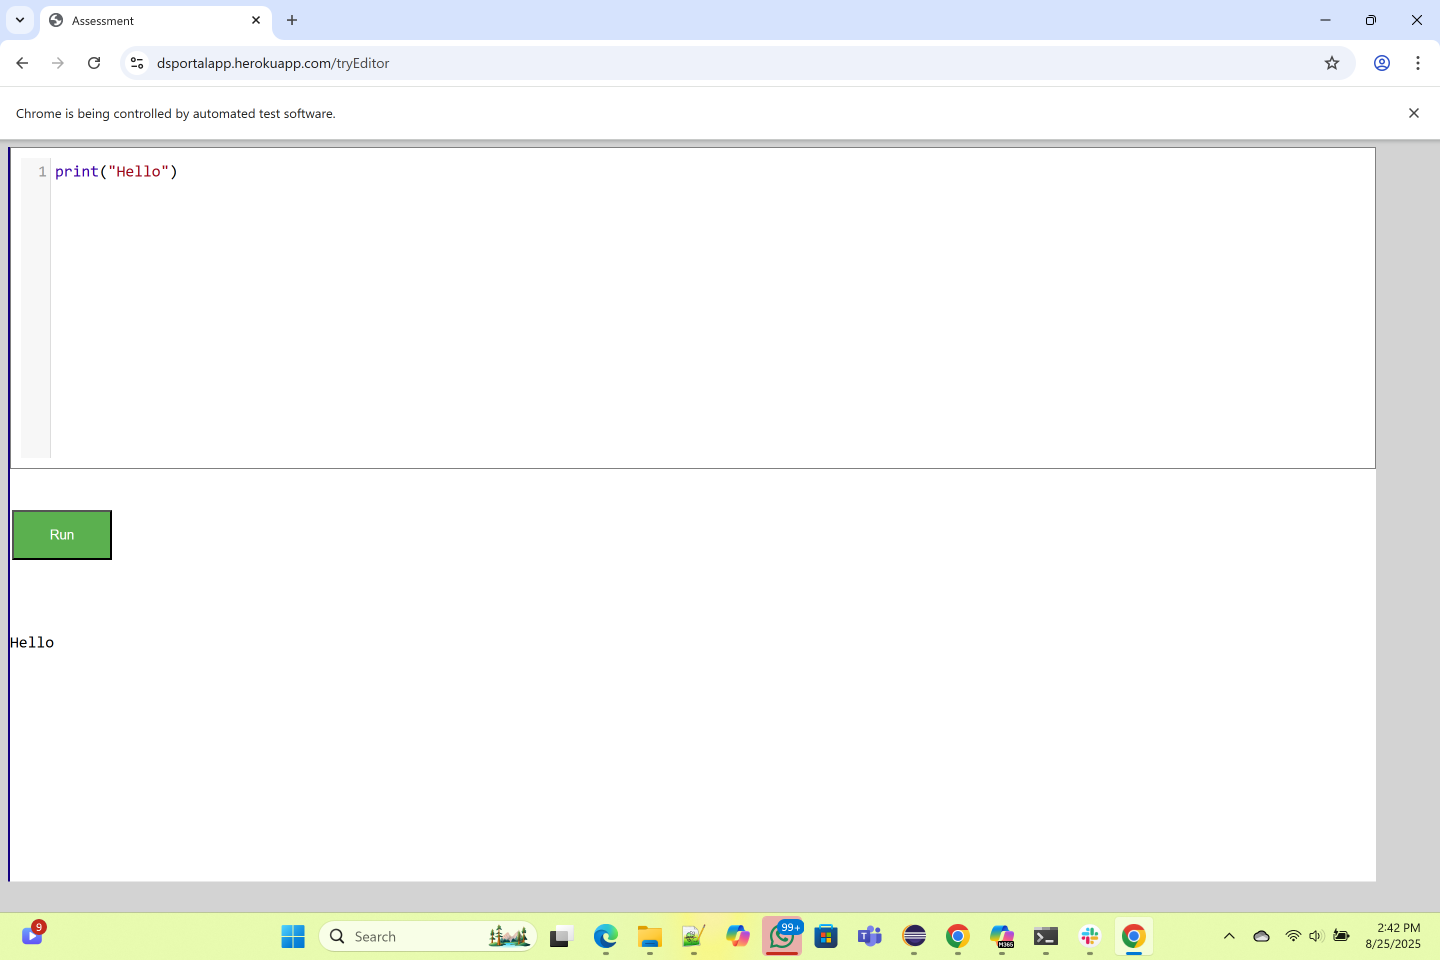 Assessment
dsportalapp.herokuapp.com/tryEditor
Chrome is being controlled by automated test software.
1 print("Hello")
Run
Hello
9
Search
99+
M365
2:42 PM
8/25/2025